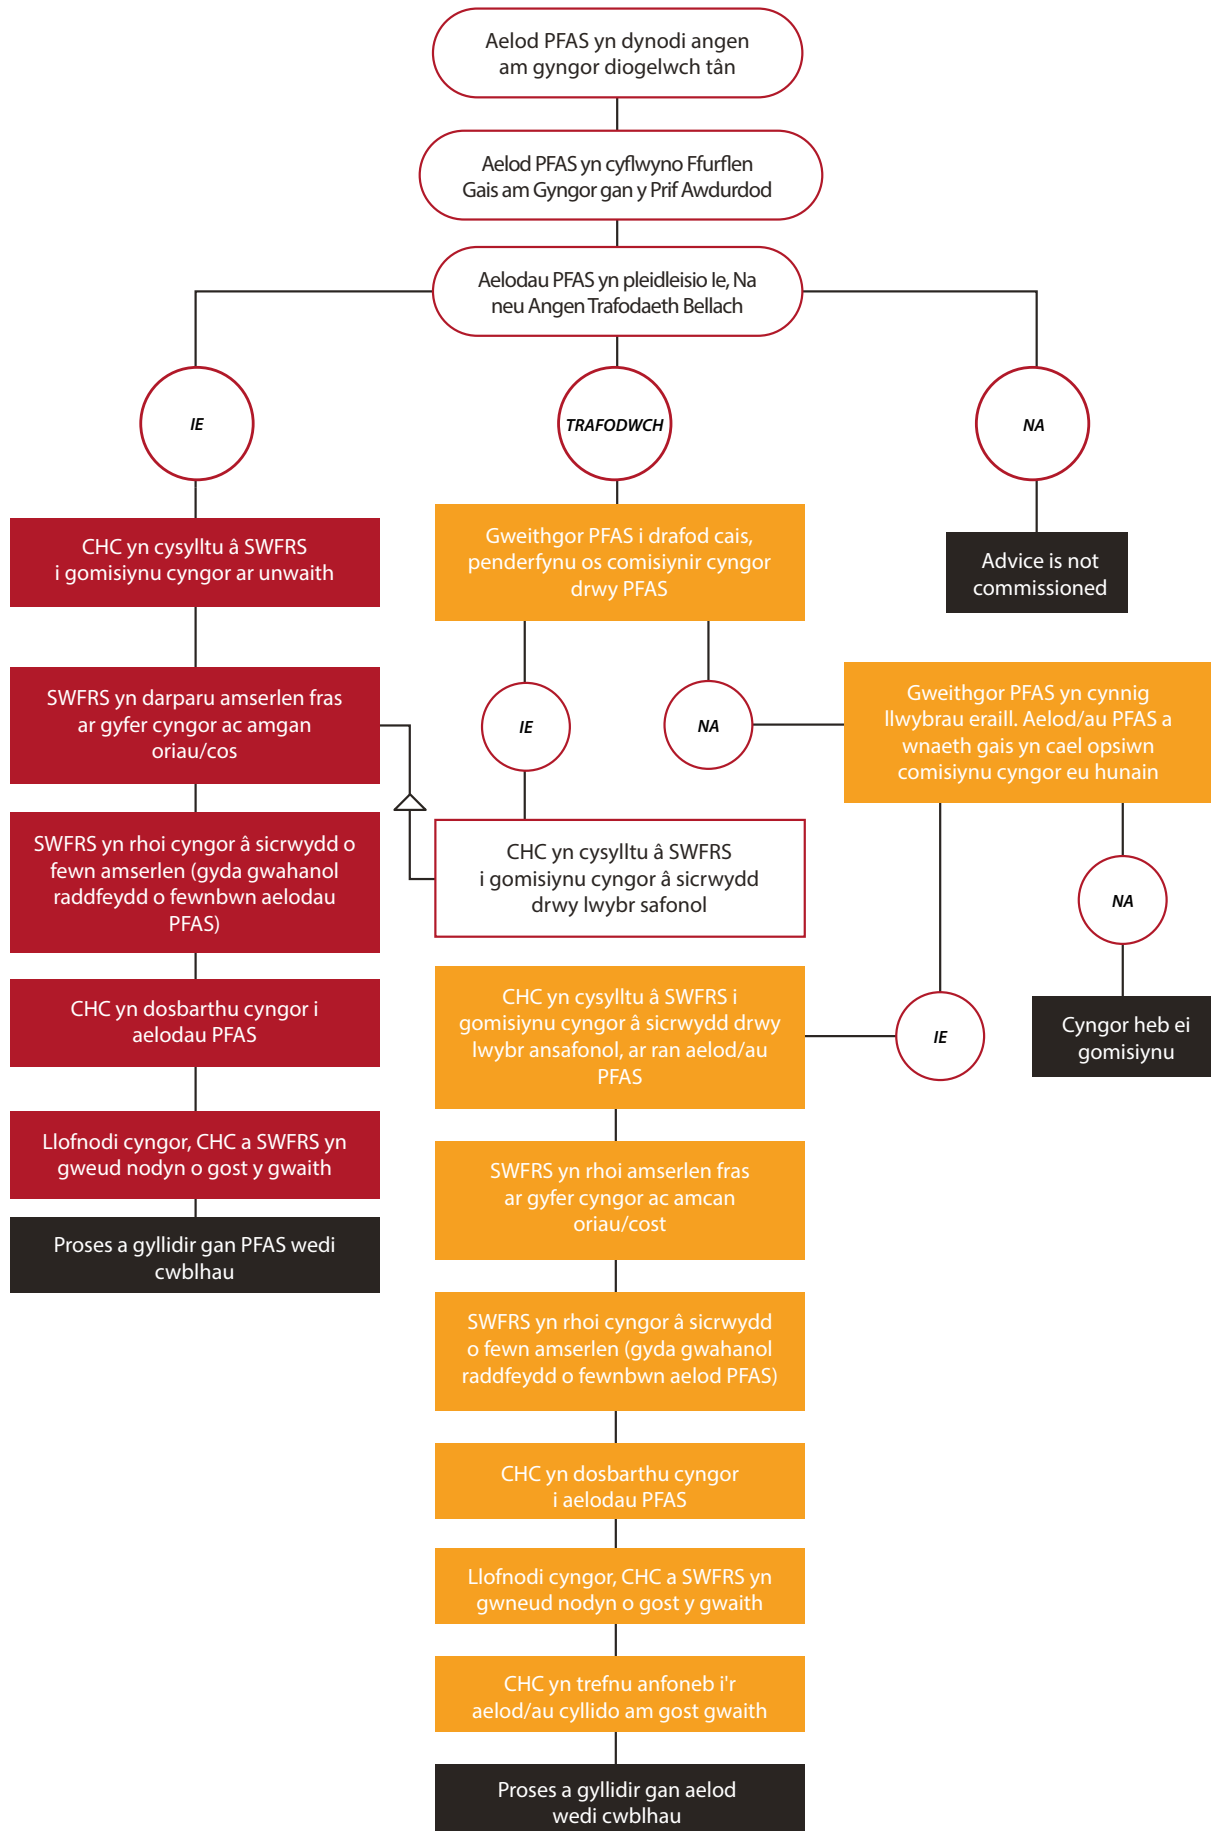 Aelod PFAS yn dynodi angen
am gyngor diogelwch tân
Aelod PFAS yn cyflwyno Ffurflen
Gais am Gyngor gan y Prif Awdurdod
Aelodau PFAS yn pleidleisio Ie, Na
neu Angen Trafodaeth Bellach
IE
TRAFODWCH
NA
CHC yn cysylltu â SWFRS
i gomisiynu cyngor ar unwaith
Gweithgor PFAS i drafod cais,
penderfynu os comisiynir cyngor
drwy PFAS
Advice is not
commissioned
SWFRS yn darparu amserlen fras
ar gyfer cyngor ac amgan
oriau/cos
IE
NA
Gweithgor PFAS yn cynnig
llwybrau eraill. Aelod/au PFAS a
wnaeth gais yn cael opsiwn
comisiynu cyngor eu hunain
SWFRS yn rhoi cyngor â sicrwydd o
fewn amserlen (gyda gwahanol
raddfeydd o fewnbwn aelodau
PFAS)
CHC yn cysylltu â SWFRS
i gomisiynu cyngor â sicrwydd
drwy lwybr safonol
NA
CHC yn dosbarthu cyngor i
aelodau PFAS
CHC yn cysylltu â SWFRS i
gomisiynu cyngor â sicrwydd drwy
lwybr ansafonol, ar ran aelod/au
PFAS
IE
Cyngor heb ei
gomisiynu
Llofnodi cyngor, CHC a SWFRS yn
gweud nodyn o gost y gwaith
SWFRS yn rhoi amserlen fras
ar gyfer cyngor ac amcan
oriau/cost
Proses a gyllidir gan PFAS wedi
cwblhau
SWFRS yn rhoi cyngor â sicrwydd
o fewn amserlen (gyda gwahanol
raddfeydd o fewnbwn aelod PFAS)
CHC yn dosbarthu cyngor
i aelodau PFAS
Llofnodi cyngor, CHC a SWFRS yn
gwneud nodyn o gost y gwaith
CHC yn trefnu anfoneb i'r
aelod/au cyllido am gost gwaith
Proses a gyllidir gan aelod
wedi cwblhau